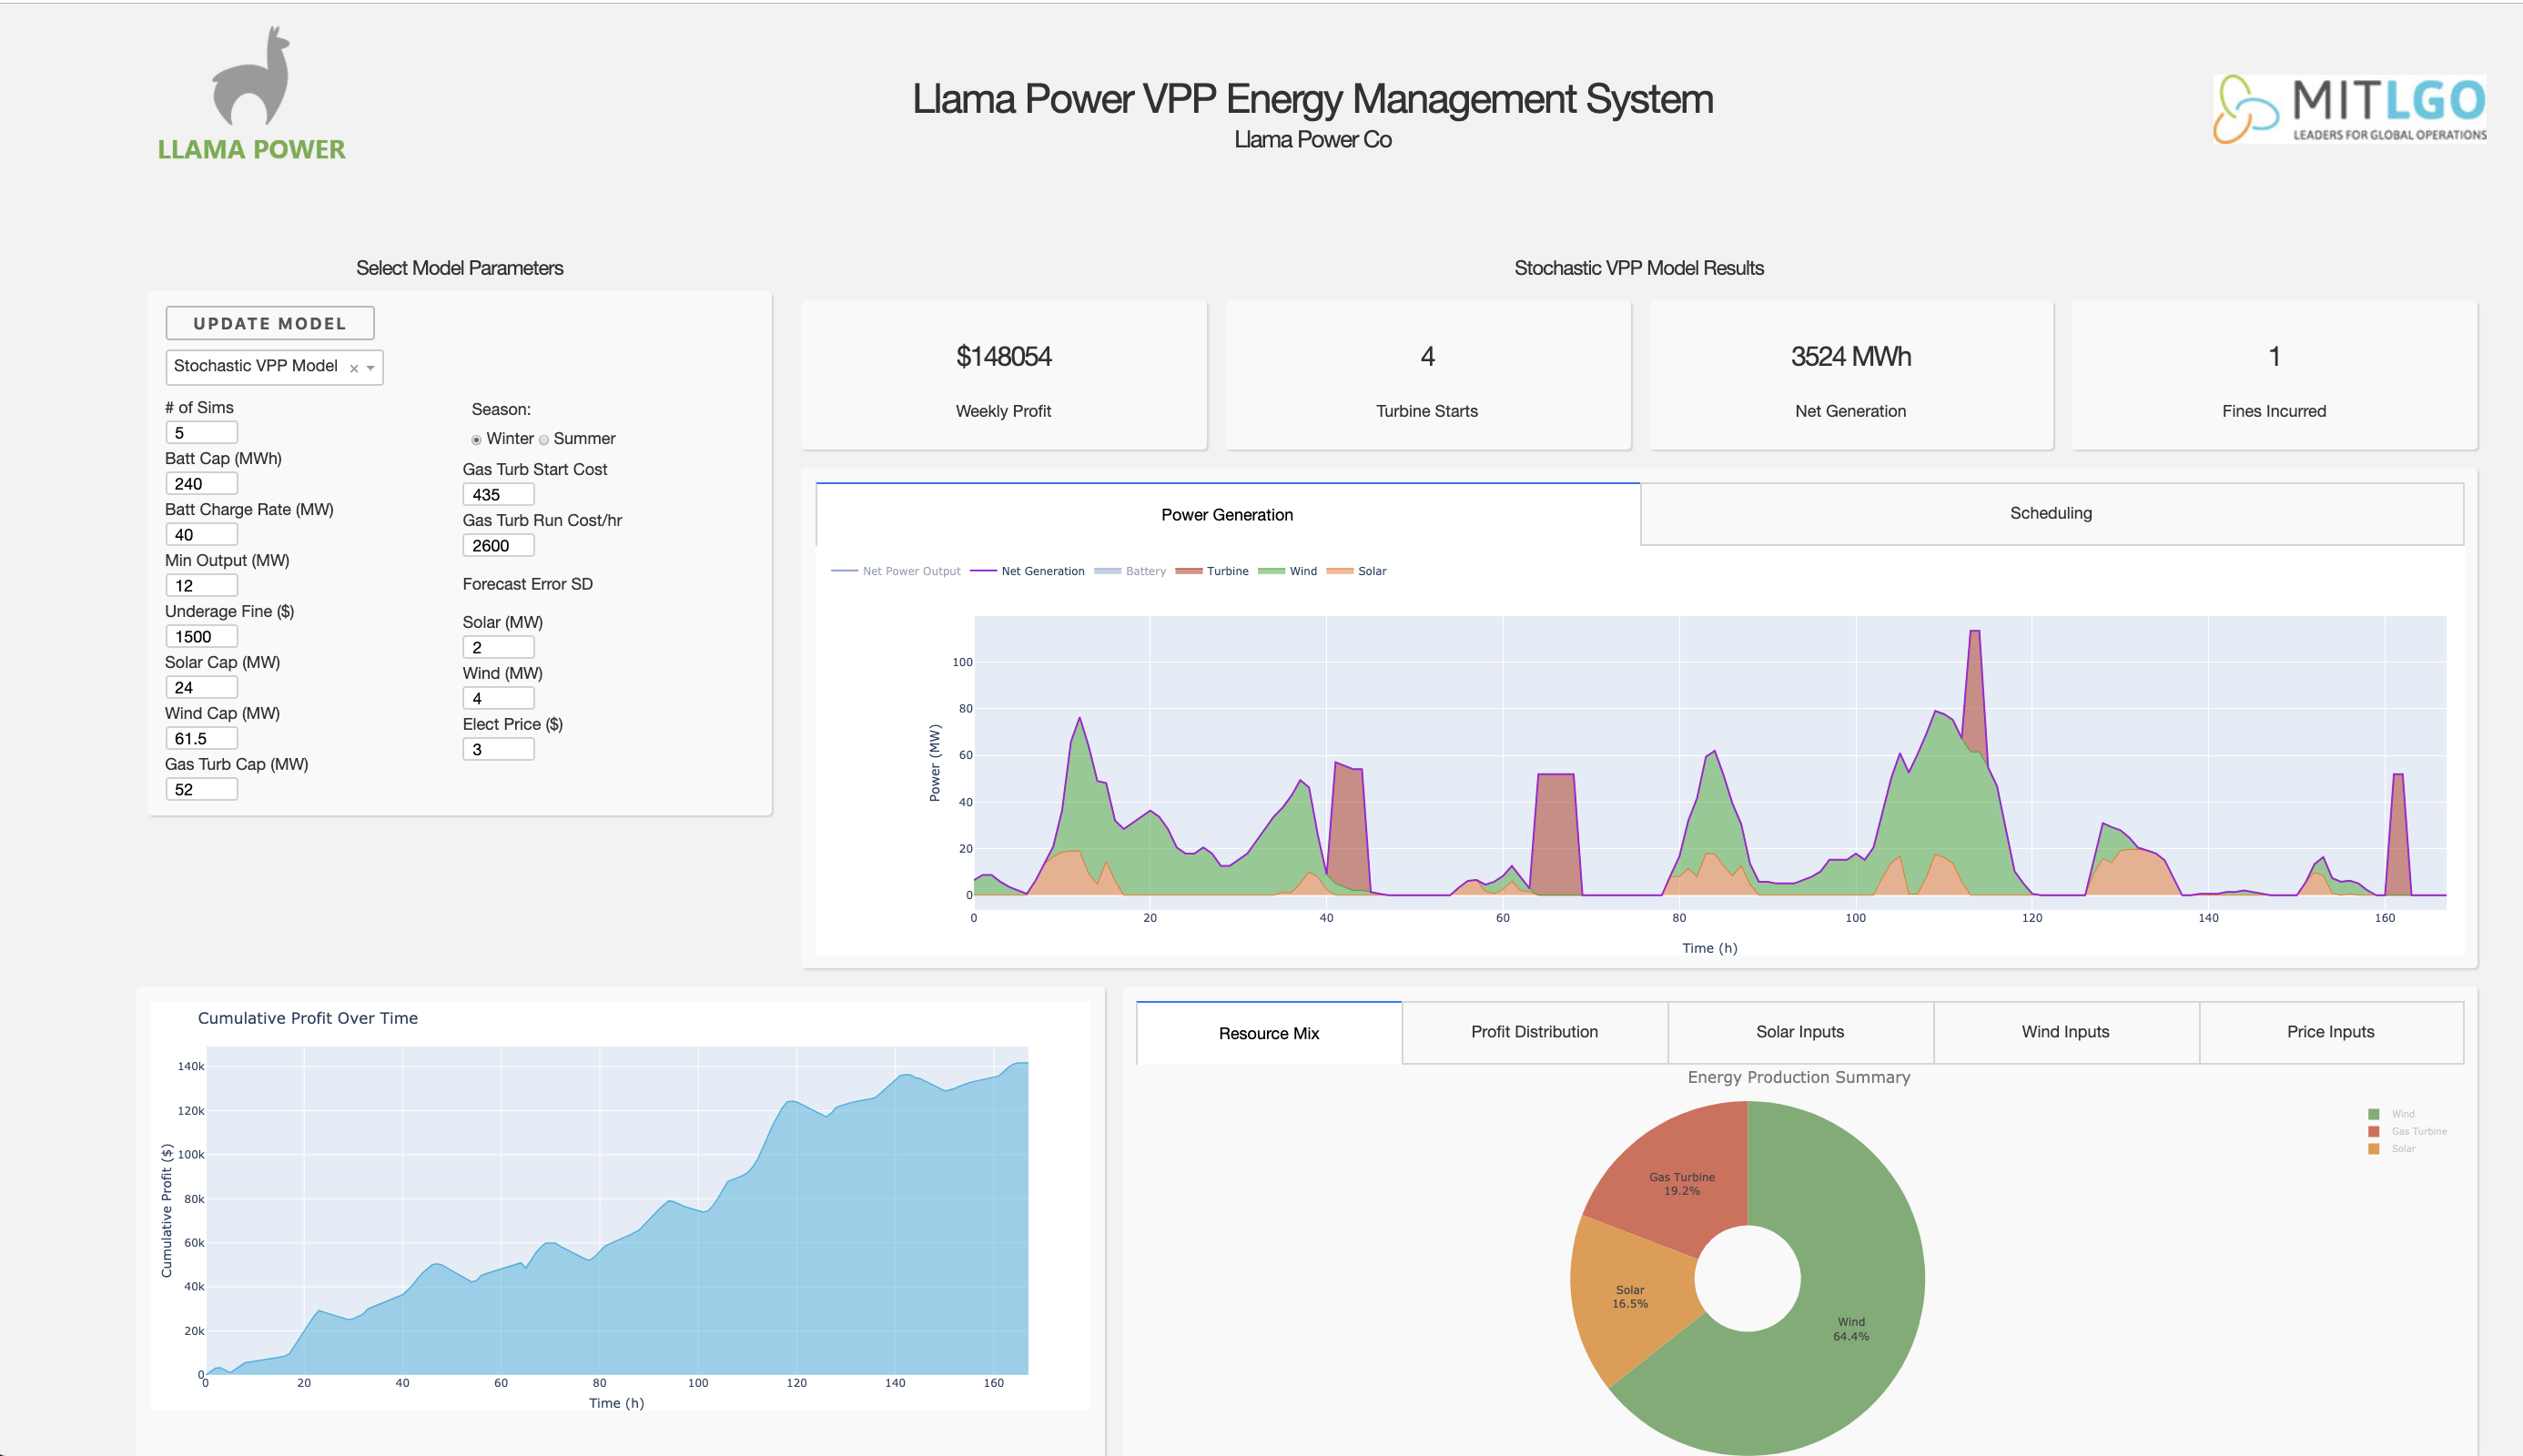 LLAMA POWER
Llama Power VPP Energy Management System
Llama Power Co
MITLGO
LEADERS FOR GLOBAL OPERATIONS
Select Model Parameters
UPDATE MODEL
Stochastic VPP Model × 
# of Sims
5
Batt Cap (MWh)
240
Batt Charge Rate (MW)
40
Min Output (MW)
12
Underage Fine ($)
1500
Solar Cap (MW)
24
Wind Cap (MW)
61.5
Gas Turb Cap (MW)
52
Season:
Winter Summer
Gas Turb Start Cost
435
Gas Turb Run Cost/hr
2600
Forecast Error SD
Solar (MW)
2
Wind (MW)
4
Elect Price ($)
3
Stochastic VPP Model Results
$148054
Weekly Profit
4
Turbine Starts
3524 MWh
Net Generation
1
Fines Incurred
Power Generation
Scheduling
Net Power Output Net Generation Battery Turbine Wind Solar
Power (MW)
100
80
60
40
20
0
0 20 40 60 80 100 120 140 160
Time (h)
Cumulative Profit Over Time
Cumulative Profit ($)
140k
120k
100k
80k
60k
40k
20k
0
0 20 40 60 80 100 120 140 160
Time (h)
Resource Mix
Profit Distribution
Solar Inputs
Wind Inputs
Price Inputs
Energy Production Summary
Gas Turbine
19.2%
Solar
16.5%
Wind
64.4%
Wind
Gas Turbine
Solar